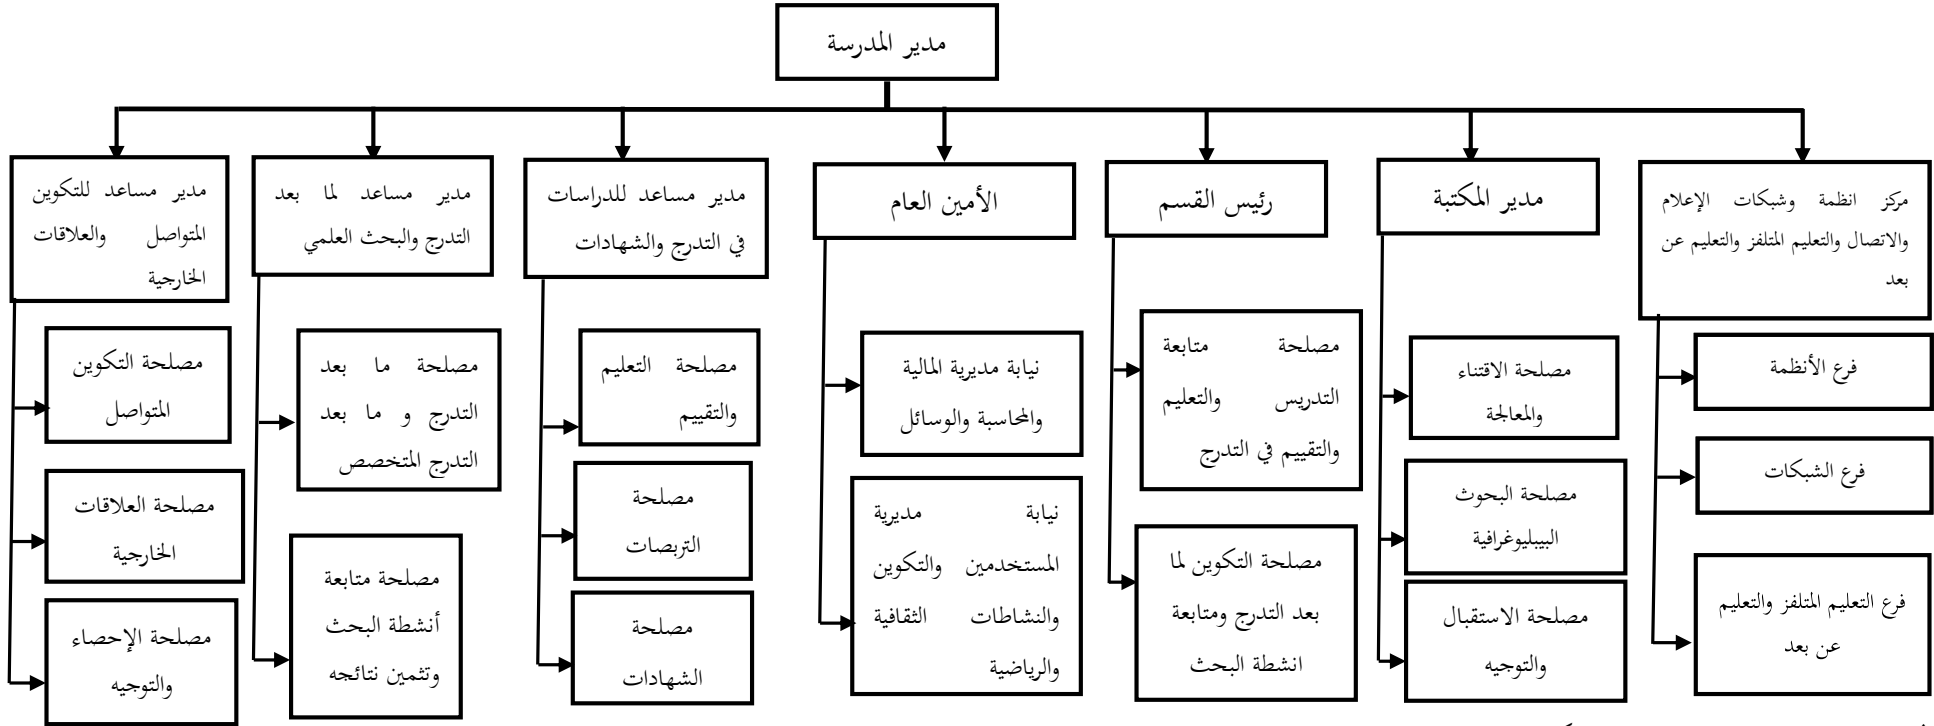 مدير المدرسة
مركز انظمة وشبكات الإعلام
والاتصال والتعليم المتلفز والتعليم عن
بعد
فرع الأنظمة
فرع الشبكات
فرع التعليم المتلفز والتعليم
عن بعد
مدير المكتبة
مصلحة الاقتناء
والمعالجة
مصلحة البحوث
البيبليوغرافية
مصلحة الاستقبال
والتوجيه
رئيس القسم
مصلحة متابعة
التدريس والتعليم
والتقييم في التدرج
مصلحة التكوين لما
بعد التدرج ومتابعة
انشطة البحث
الأمين العام
نيابة مديرية المالية
والمحاسبة والوسائل
نيابة مديرية
المستخدمين والتكوين
والنشاطات الثقافية
والرياضية
مدير مساعد للدراسات
في التدرج والشهادات
مصلحة التعليم
والتقييم
مصلحة
التربصات
مصلحة
الشهادات
مدير مساعد لما بعد
التدرج والبحث العلمي
مصلحة ما بعد
التدرج و ما بعد
التدرج المتخصص
مصلحة متابعة
أنشطة البحث
وتثمين نتائجه
مدير مساعد للتكوين
المتواصل والعلاقات
الخارجية
مصلحة التكوين
المتواصل
مصلحة العلاقات
الخارجية
مصلحة الإحصاء
والتوجيه